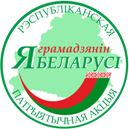 РЭСПУБЛІКАНСКАЯ
Я грамадзянін
БЕЛАРУСІ
ПАТРЫЯТЫЧНАЯ АКЦЫЯ